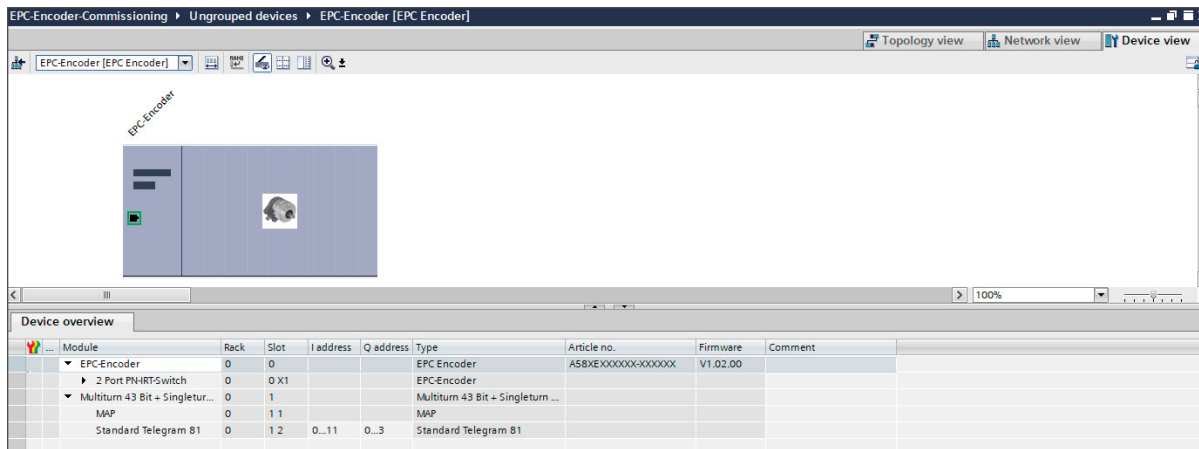 EPC-Encoder-Commissioning ▸ Ungrouped devices ▸ EPC-Encoder [EPC Encoder]
Topology view Network view Device view
EPC-Encoder [EPC Encoder]
EPC-Encoder
100%
Device overview
... Module Rack Slot I address Q address Type Article no. Firmware Comment
EPC-Encoder 0 0 EPC Encoder A58XEXXXXXX-XXXXXX V1.02.00
2 Port PN-IRT-Switch 0 0 X1 EPC-Encoder
Multiturn 43 Bit + Singletur... 0 1 Multiturn 43 Bit + Singleturn ...
MAP 0 1 1 MAP
Standard Telegram 81 0 1 2 0...11 0...3 Standard Telegram 81